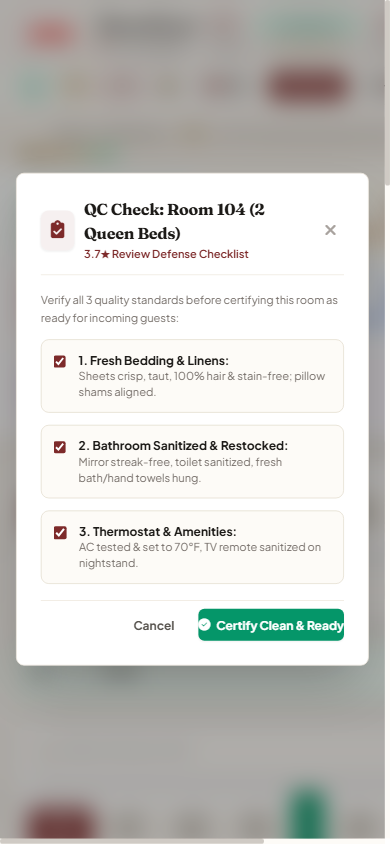 QC Check: Room 104 (2
Queen Beds)
3.7★ Review Defense Checklist
Verify all 3 quality standards before certifying this room as
ready for incoming guests:
1. Fresh Bedding & Linens:
Sheets crisp, taut, 100% hair & stain-free; pillow
shams aligned.
2. Bathroom Sanitized & Restocked:
Mirror streak-free, toilet sanitized, fresh
bath/hand towels hung.
3. Thermostat & Amenities:
AC tested & set to 70°F, TV remote sanitized on
nightstand.
Cancel
Certify Clean & Ready